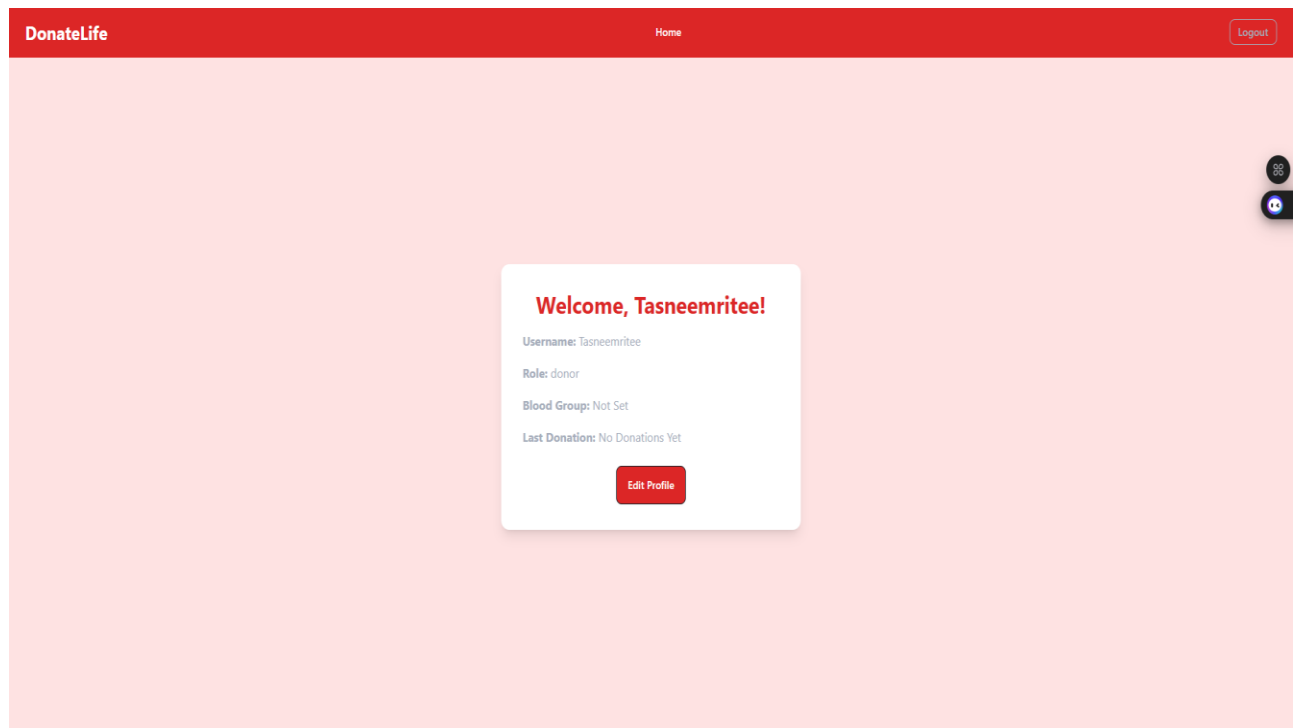 DonateLife
Home
Logout
Welcome, Tasneemritee!
Username: Tasneemritee
Role: donor
Blood Group: Not Set
Last Donation: No Donations Yet
Edit Profile